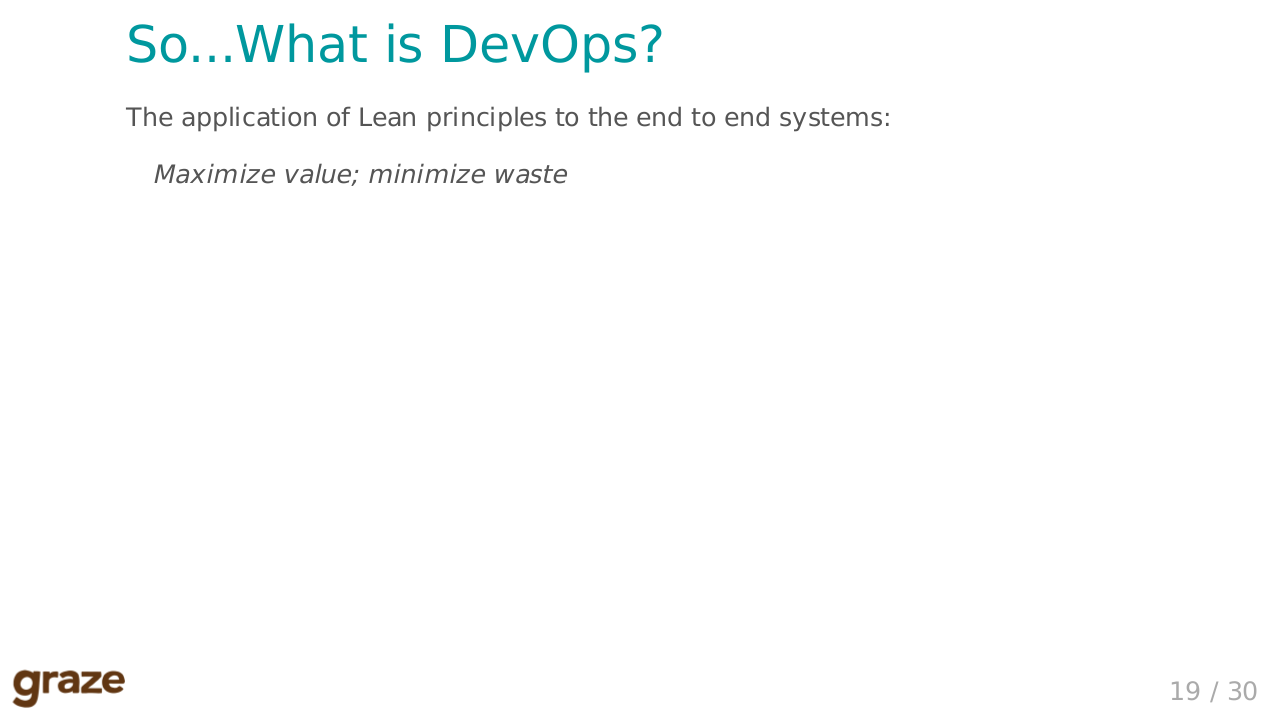 So...What is DevOps?
The application of Lean principles to the end to end systems:
Maximize value; minimize waste
graze
19 / 30